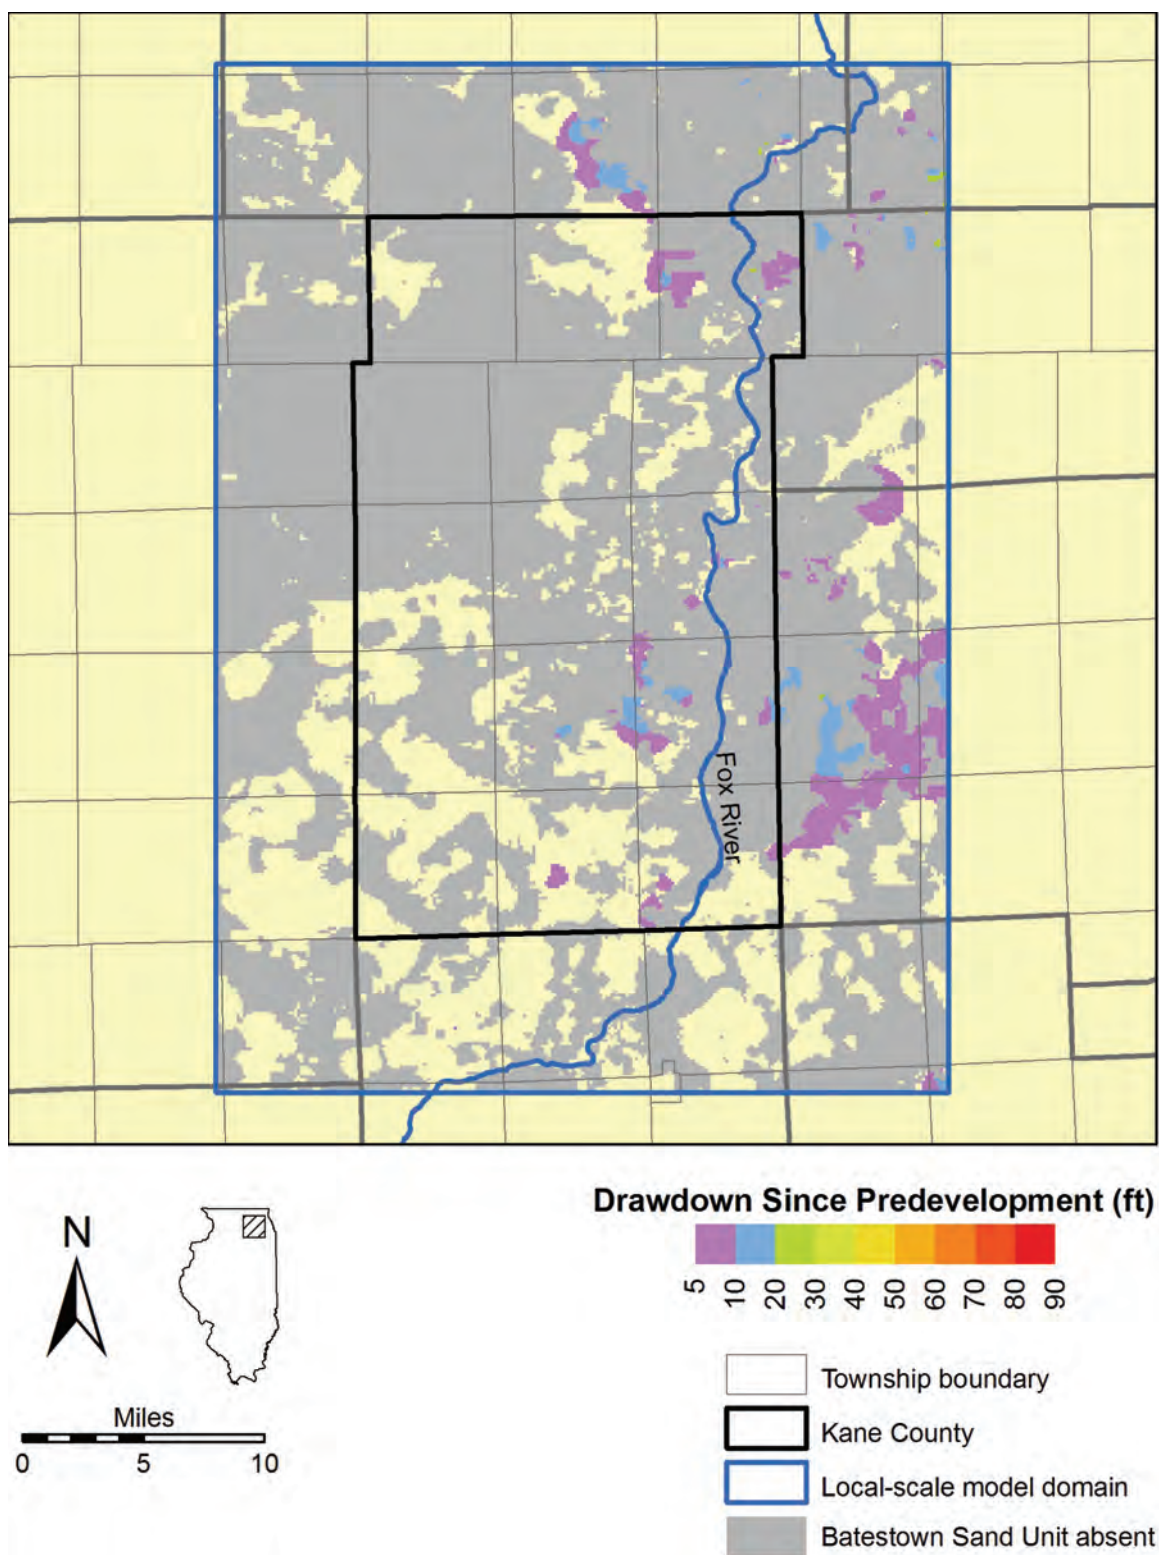 Fox River
Drawdown Since Predevelopment (ft)
5 10 20 30 40 50 60 70 80 90
N
Miles
0 5 10
Township boundary
Kane County
Local-scale model domain
Batestown Sand Unit absent